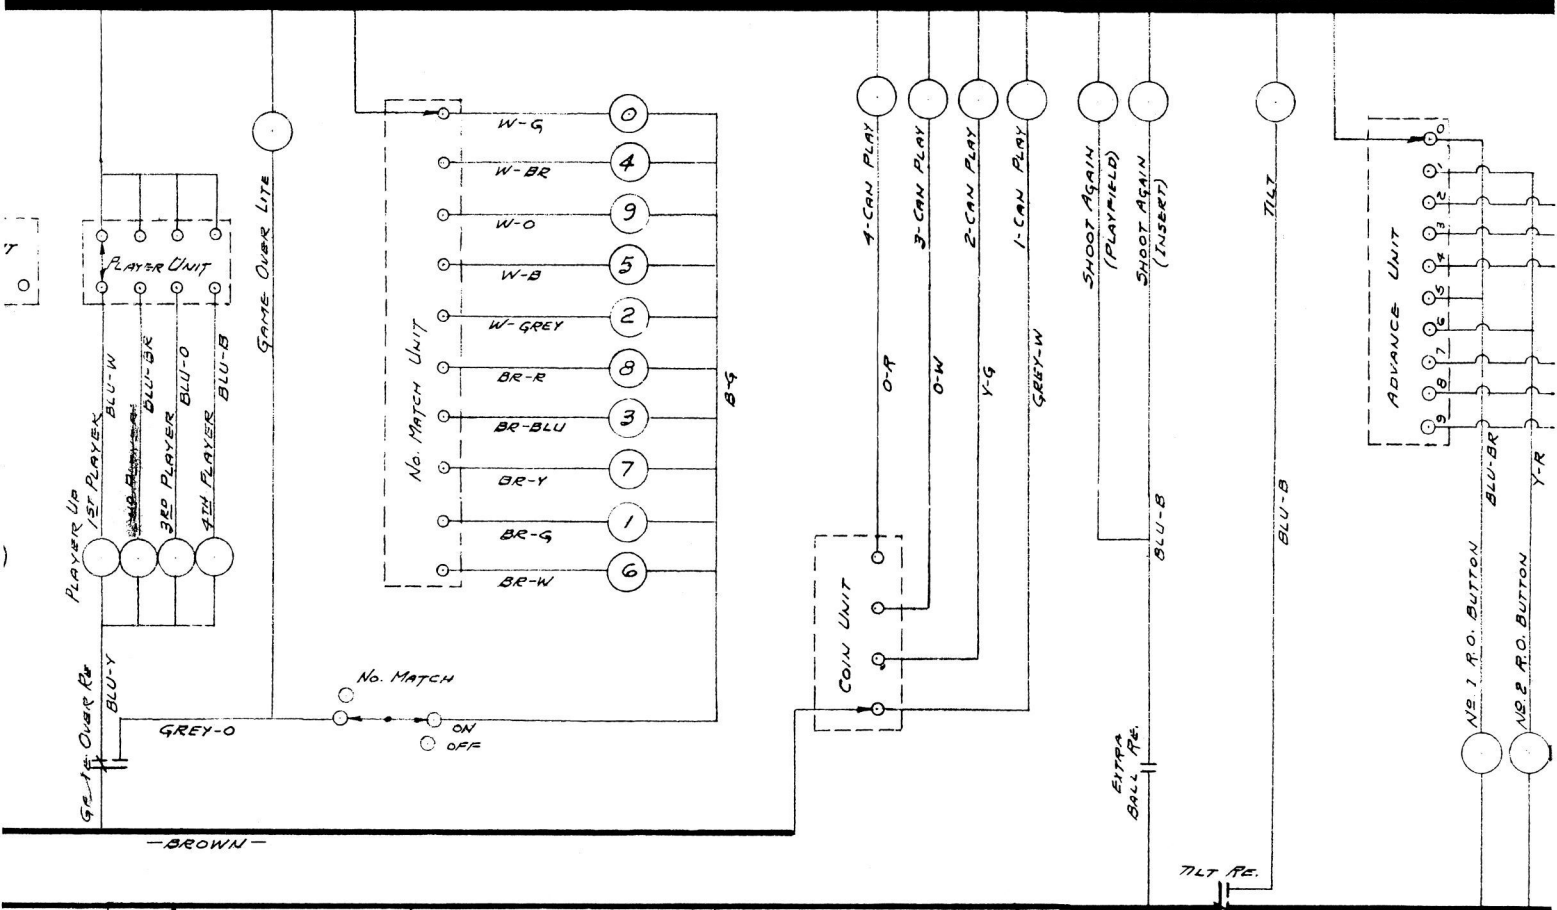 T
PLAYER UNIT
BLU-W
BLU-BR
BLU-O
BLU-B
PLAYER UP
1ST PLAYER
3RD PLAYER
4TH PLAYER
BLU-Y
OVER RE
GREY-O
GAME OVER LITE
No. MATCH UNIT
W-G
0
W-BR
4
W-O
9
W-B
5
W-GREY
2
BR-R
8
BR-BLU
3
BR-Y
7
BR-G
1
BR-W
6
B-G
No. MATCH
ON
OFF
-BROWN-
4-CAN PLAY
3-CAN PLAY
2-CAN PLAY
1-CAN PLAY
O-R
O-W
Y-G
GREY-W
COIN UNIT
SHOOT AGAIN
(PLAYFIELD)
SHOOT AGAIN
(INSERT)
BLU-B
EXTRA
BALL RE.
TILT
BLU-B
TILT RE.
ADVANCE UNIT
0
1
2
3
4
5
6
7
8
9
BLU-BR
Y-R
No. 1 R.O. BUTTON
No. 2 R.O. BUTTON
)